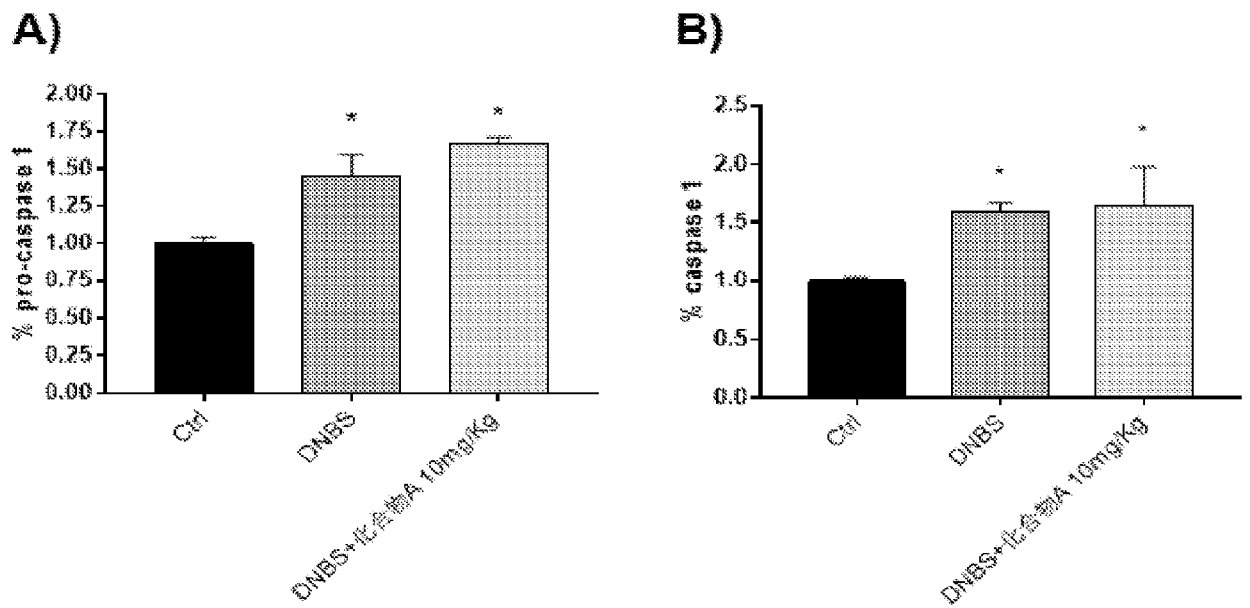 A)
% pro-caspase 1
2.00
1.75
1.50
1.25
1.00
0.75
0.50
0.25
0.00
*
*
Ctrl
DNBS
DNBS+化合物A 10mg/Kg
B)
% caspase 1
2.5
2.0
1.5
1.0
0.5
0.0
*
*
Ctrl
DNBS
DNBS+化合物A 10mg/Kg